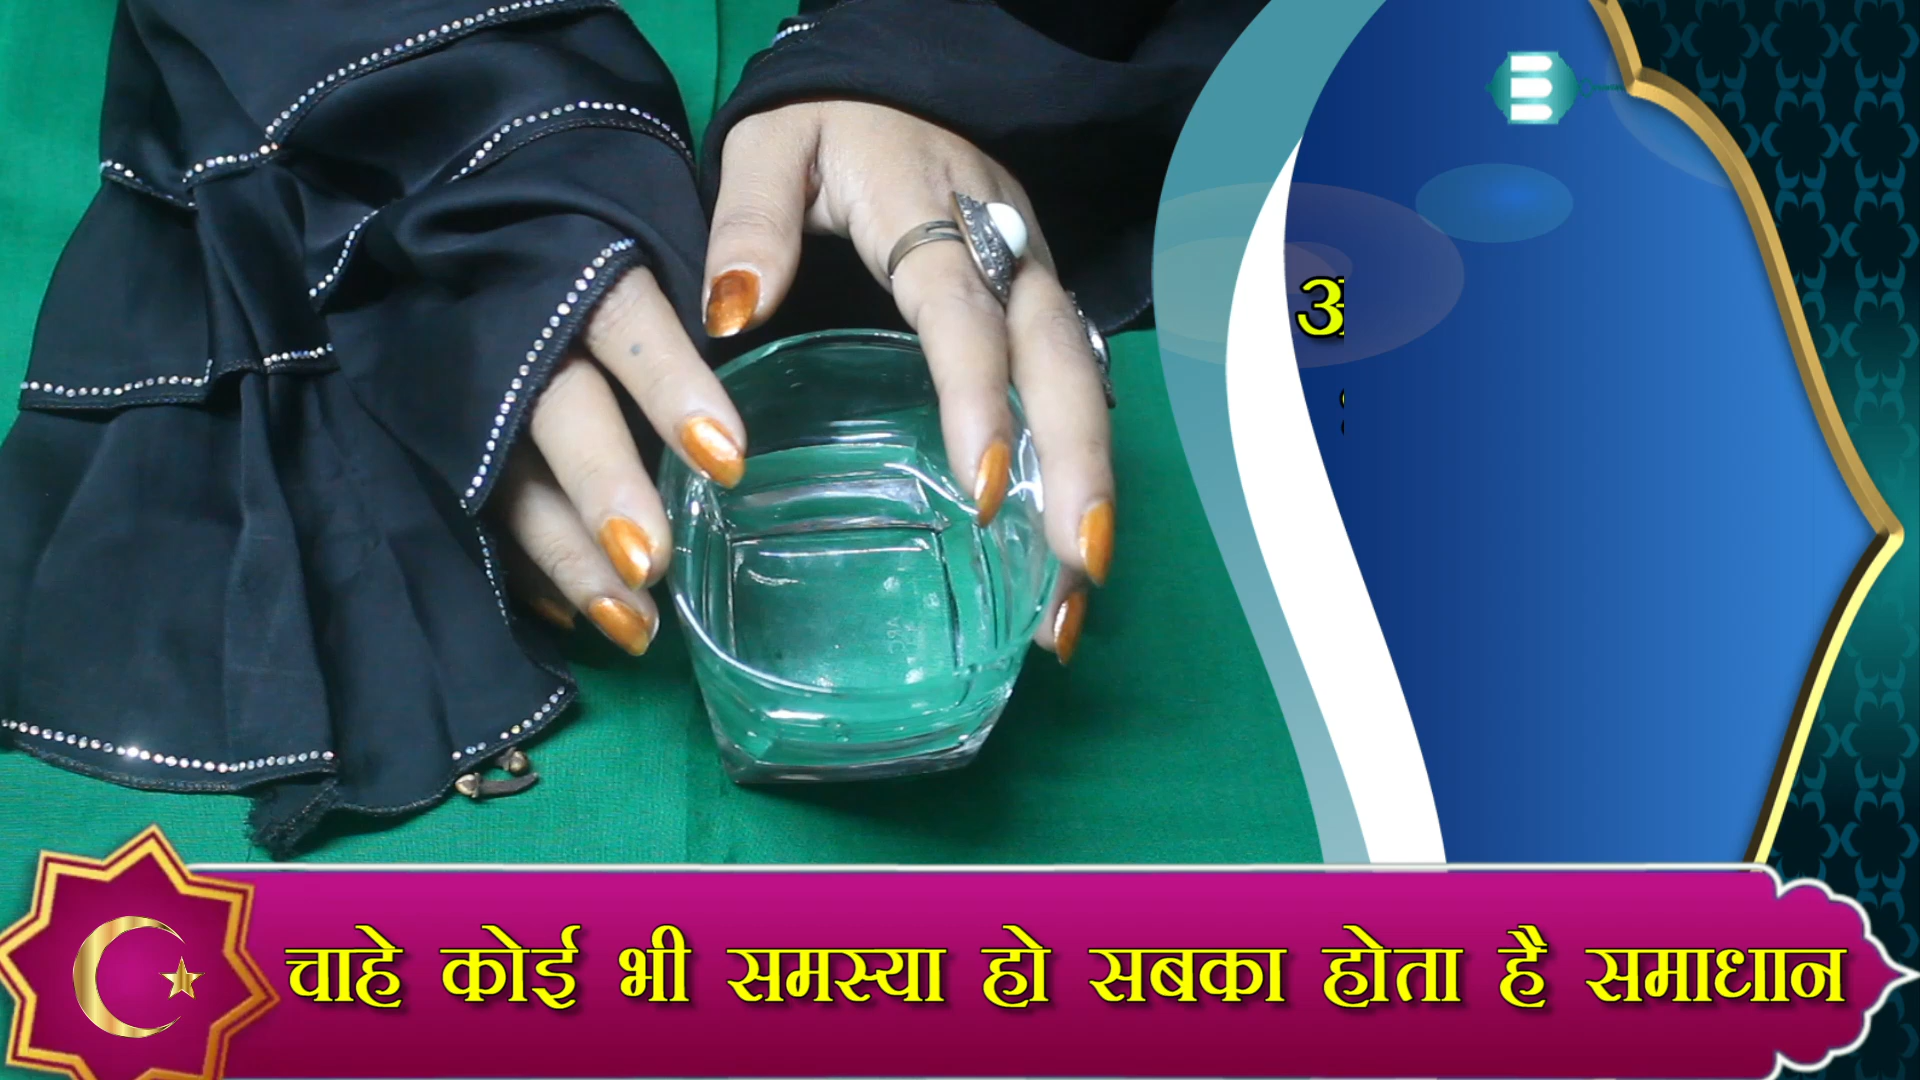 अ
चाहे कोई भी समस्या हो सबका होता है समाधान